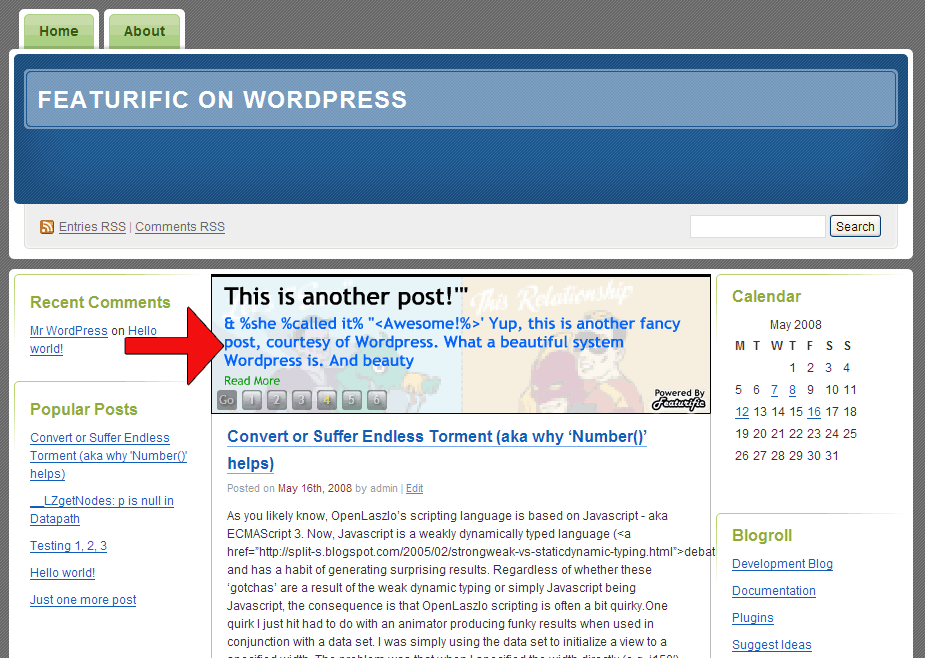 Home
About
FEATURIFIC ON WORDPRESS
Entries RSS | Comments RSS
Search
Recent Comments
Mr WordPress on Hello
world!
Popular Posts
Convert or Suffer Endless
Torment (aka why 'Number()'
helps)
__LZgetNodes: p is null in
Datapath
Testing 1, 2, 3
Hello world!
Just one more post
This Relationship
This is another post!'"
& %she %called it% "<Awesome!%>' Yup, this is another fancy
post, courtesy of Wordpress. What a beautiful system
Wordpress is. And beauty
Read More
Go 1 2 3 4 5 6
Powered By
Featurific
Convert or Suffer Endless Torment (aka why ‘Number()’
helps)
Posted on May 16th, 2008 by admin | Edit
As you likely know, OpenLaszlo’s scripting language is based on Javascript - aka
ECMAScript 3. Now, Javascript is a weakly dynamically typed language (<a
href=”http://split-s.blogspot.com/2005/02/strongweak-vs-staticdynamic-typing.html”>debat
and has a habit of generating surprising results. Regardless of whether these
‘gotchas’ are a result of the weak dynamic typing or simply Javascript being
Javascript, the consequence is that OpenLaszlo scripting is often a bit quirky.One
quirk I just hit had to do with an animator producing funky results when used in
conjunction with a data set. I was simply using the data set to initialize a view to a
Calendar
May 2008
M T W T F S S
1 2 3 4
5 6 7 8 9 10 11
12 13 14 15 16 17 18
19 20 21 22 23 24 25
26 27 28 29 30 31
Blogroll
Development Blog
Documentation
Plugins
Suggest Ideas